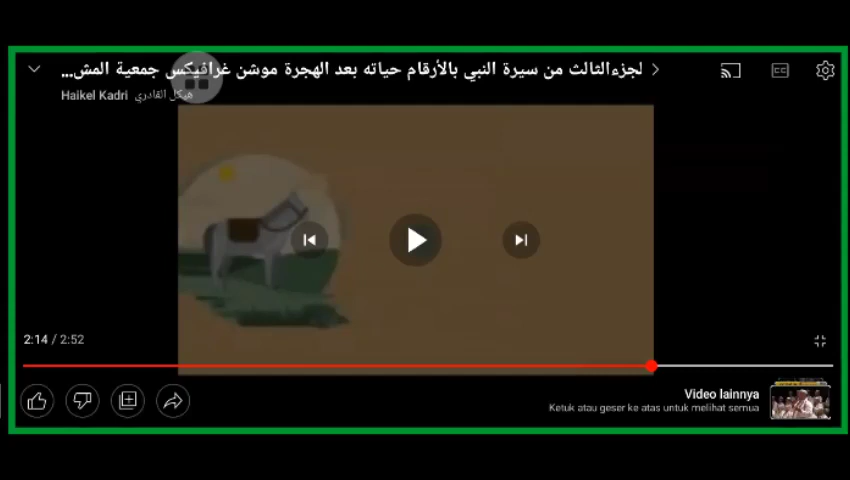 لجزءالثالث من سيرة النبي بالأرقام حياته بعد الهجرة موشن غرافيكس جمعية المش...
Haikel Kadri هيكل القادري
CC
2:14 / 2:52
Video lainnya
Ketuk atau geser ke atas untuk melihat semua